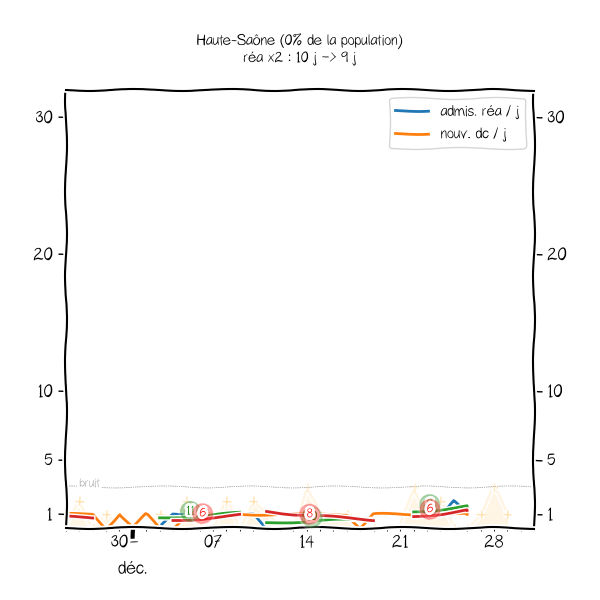 Haute-Saône (0% de la population)
réa x2 : 10 j -> 9 j
admis. réa / j
nouv. dc / j
30 30
20 20
10 10
5 5
bruit
1 11 6 8 6 1
30 07 14 21 28
déc.